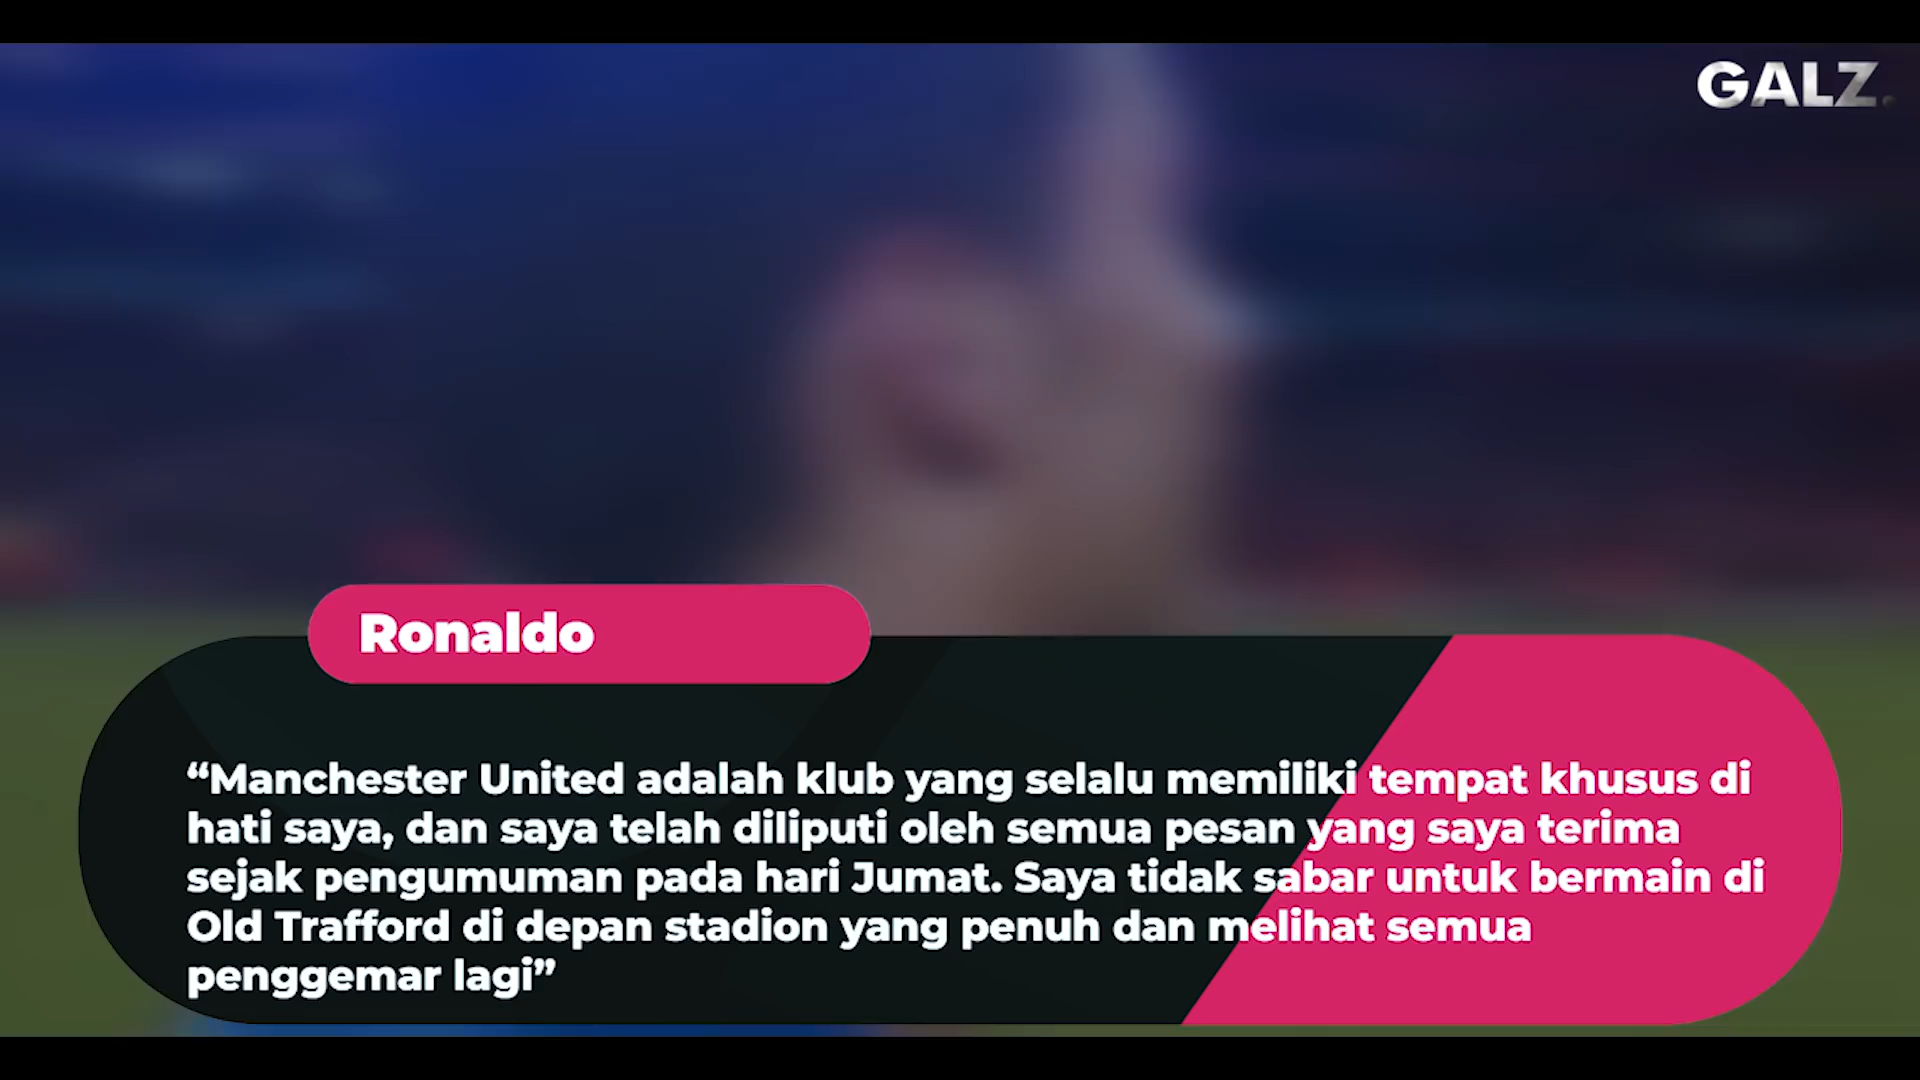 GALZ.
Ronaldo
“Manchester United adalah klub yang selalu memiliki tempat khusus di
hati saya, dan saya telah diliputi oleh semua pesan yang saya terima
sejak pengumuman pada hari Jumat. Saya tidak sabar untuk bermain di
Old Trafford di depan stadion yang penuh dan melihat semua
penggemar lagi”